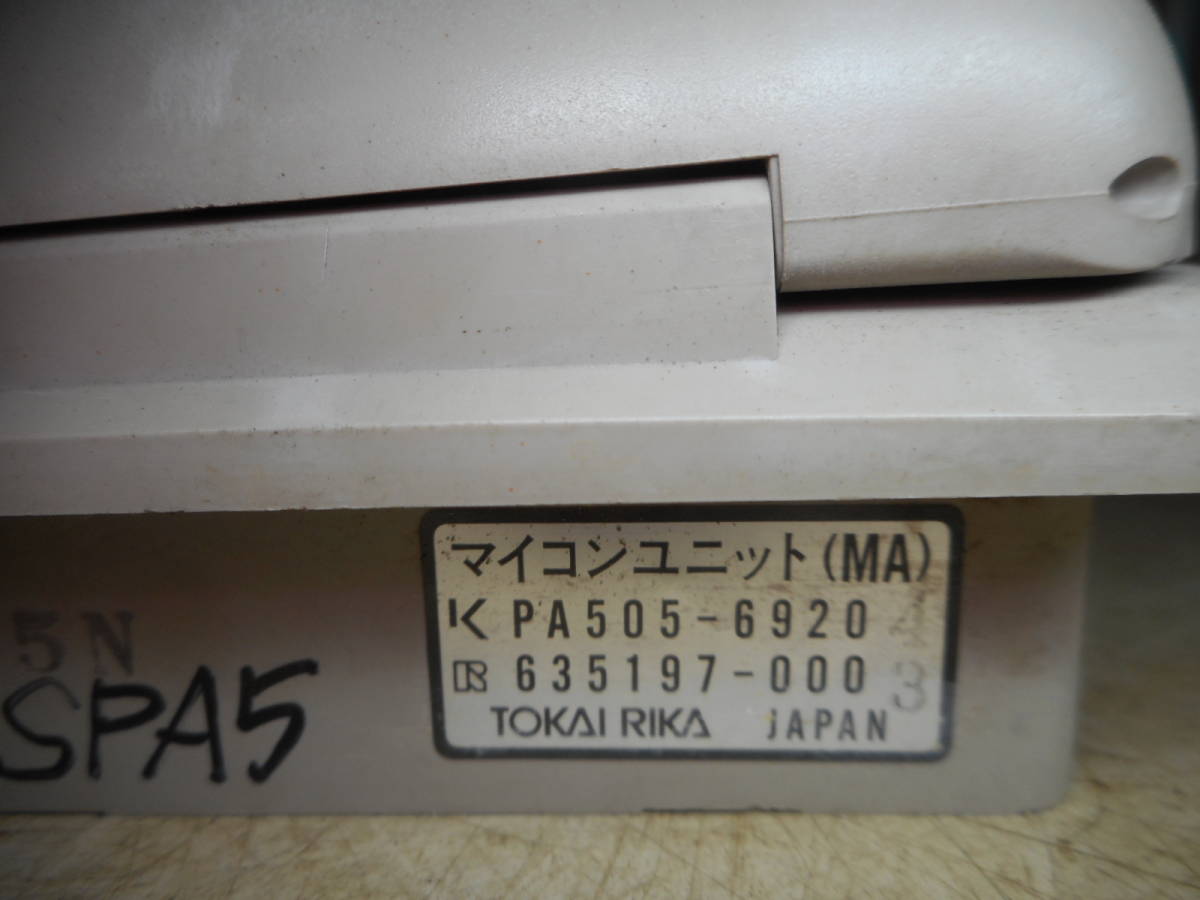 マイコンユニット(MA)
K PA505-6920
R 635197-000
TOKAI RIKA JAPAN
5N
SPA5